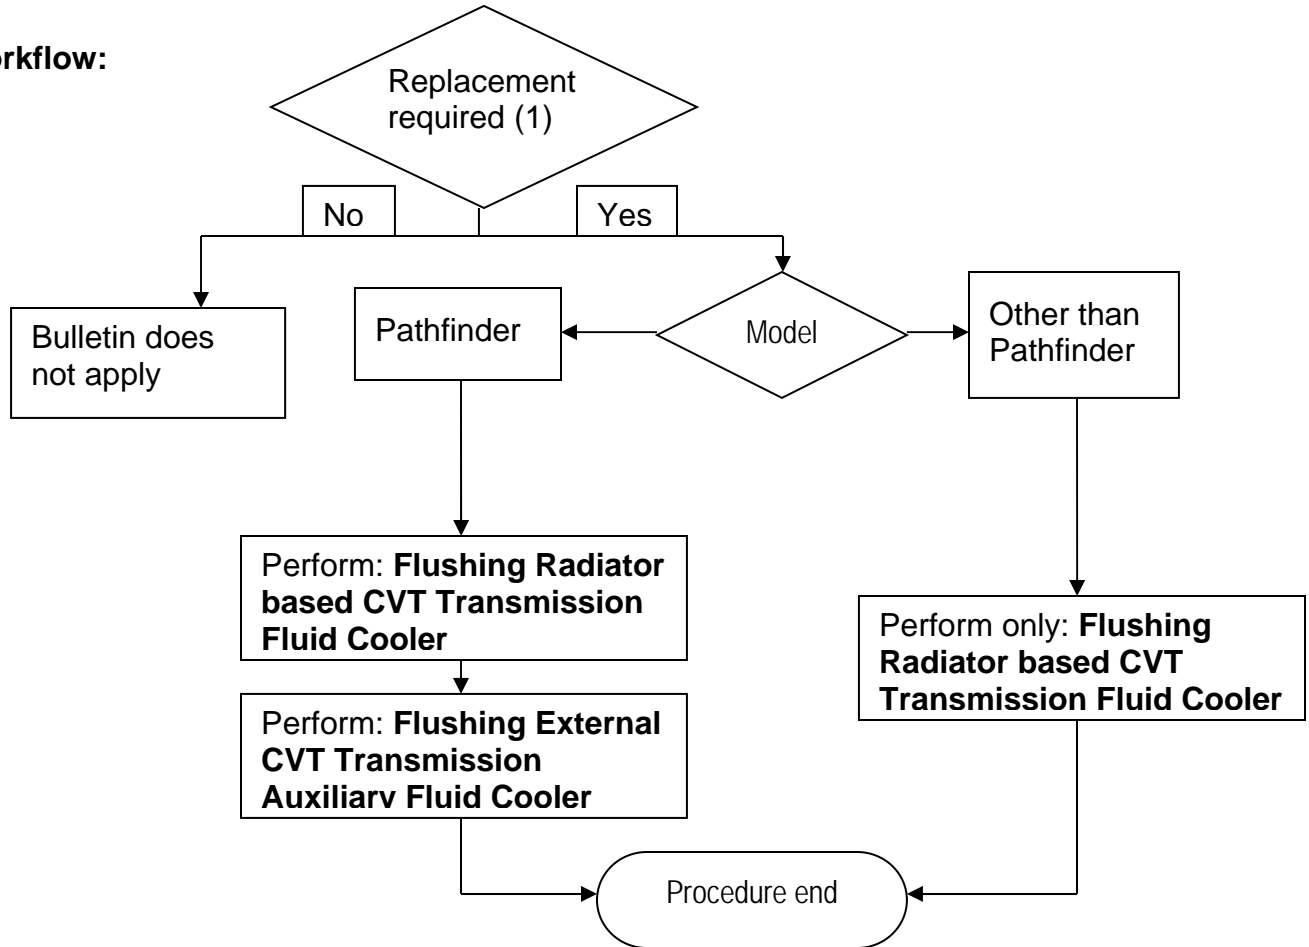 orkflow:
Replacement
required (1)
No
Yes
Bulletin does
not apply
Pathfinder
Model
Other than
Pathfinder
Perform: Flushing Radiator
based CVT Transmission
Fluid Cooler
Perform only: Flushing
Radiator based CVT
Transmission Fluid Cooler
Perform: Flushing External
CVT Transmission
Auxiliary Fluid Cooler
Procedure end